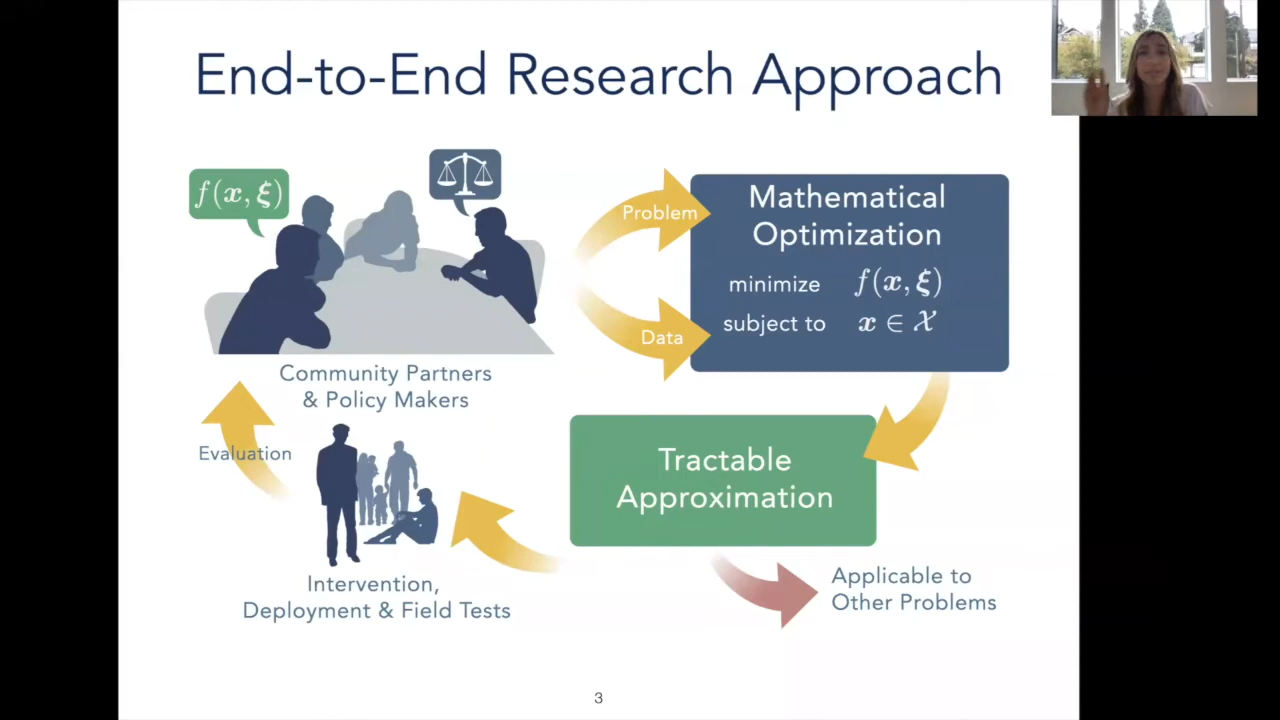 End-to-End Research Approach
f(x, ξ)
Problem
Data
Mathematical
Optimization
minimize f(x, ξ)
subject to x ∈ 𝒳
Community Partners
& Policy Makers
Evaluation
Tractable
Approximation
Intervention,
Deployment & Field Tests
Applicable to
Other Problems
3